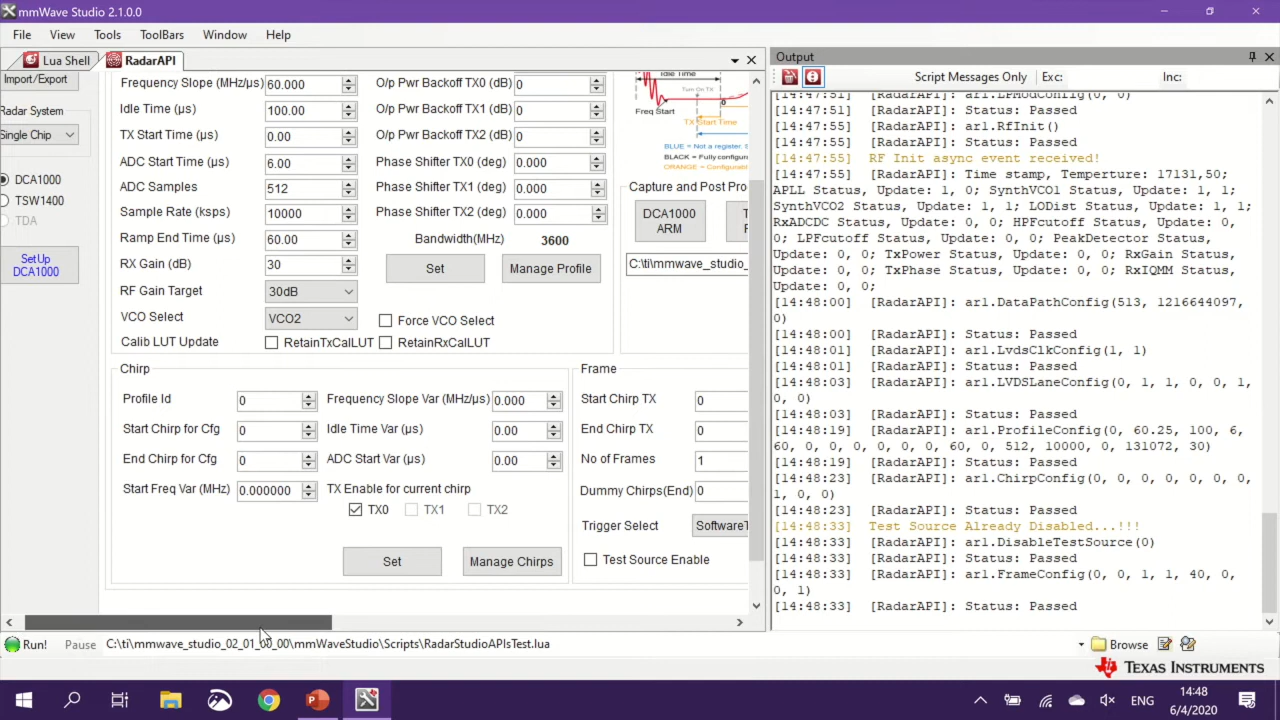 mmWave Studio 2.1.0.0
File View Tools ToolBars Window Help
Lua Shell RadarAPI
Import/Export
Radar System
Single Chip
DCA1000
TSW1400
TDA
SetUp
DCA1000
Frequency Slope (MHz/µs) 60.000 O/p Pwr Backoff TX0 (dB) 0
Idle Time (µs) 100.00 O/p Pwr Backoff TX1 (dB) 0
TX Start Time (µs) 0.00 O/p Pwr Backoff TX2 (dB) 0
ADC Start Time (µs) 6.00 Phase Shifter TX0 (deg) 0.000
ADC Samples 512 Phase Shifter TX1 (deg) 0.000
Sample Rate (ksps) 10000 Phase Shifter TX2 (deg) 0.000
Ramp End Time (µs) 60.00 Bandwidth(MHz) 3600
RX Gain (dB) 30 Set Manage Profile
RF Gain Target 30dB
VCO Select VCO2 Force VCO Select
Calib LUT Update RetainTxCalLUT RetainRxCalLUT
Idle Time
Turn On TX
0
Freq Start
TX Start Time
BLUE = Not a register. S
BLACK = Fully configur
ORANGE = Configurab
Capture and Post Pro
DCA1000
ARM
C:\ti\mmwave_studio_
Chirp
Profile Id 0 Frequency Slope Var (MHz/µs) 0.000
Start Chirp for Cfg 0 Idle Time Var (µs) 0.00
End Chirp for Cfg 0 ADC Start Var (µs) 0.00
Start Freq Var (MHz) 0.000000 TX Enable for current chirp
TX0 TX1 TX2
Set Manage Chirps
Frame
Start Chirp TX 0
End Chirp TX 0
No of Frames 1
Dummy Chirps(End) 0
Trigger Select SoftwareT
Test Source Enable
Output
Script Messages Only Exc: Inc:
[14:47:51] [RadarAPI]: ar1.LPModConfig(0, 0)
[14:47:51] [RadarAPI]: Status: Passed
[14:47:55] [RadarAPI]: ar1.RfInit()
[14:47:55] [RadarAPI]: Status: Passed
[14:47:55] RF Init async event received!
[14:47:55] [RadarAPI]: Time stamp, Temperture: 17131,50;
APLL Status, Update: 1, 0; SynthVCO1 Status, Update: 1, 1;
SynthVCO2 Status, Update: 1, 1; LODist Status, Update: 1, 1;
RxADCDC Status, Update: 0, 0; HPFcutoff Status, Update: 0,
0; LPFcutoff Status, Update: 0, 0; PeakDetector Status,
Update: 0, 0; TxPower Status, Update: 0, 0; RxGain Status,
Update: 0, 0; TxPhase Status, Update: 0, 0; RxIQMM Status,
Update: 0, 0;
[14:48:00] [RadarAPI]: ar1.DataPathConfig(513, 1216644097,
0)
[14:48:00] [RadarAPI]: Status: Passed
[14:48:01] [RadarAPI]: ar1.LvdsClkConfig(1, 1)
[14:48:01] [RadarAPI]: Status: Passed
[14:48:03] [RadarAPI]: ar1.LVDSLaneConfig(0, 1, 1, 0, 0, 1,
0, 0)
[14:48:03] [RadarAPI]: Status: Passed
[14:48:19] [RadarAPI]: ar1.ProfileConfig(0, 60.25, 100, 6,
60, 0, 0, 0, 0, 0, 0, 60, 0, 512, 10000, 0, 131072, 30)
[14:48:19] [RadarAPI]: Status: Passed
[14:48:23] [RadarAPI]: ar1.ChirpConfig(0, 0, 0, 0, 0, 0, 0,
1, 0, 0)
[14:48:23] [RadarAPI]: Status: Passed
[14:48:33] Test Source Already Disabled...!!!
[14:48:33] [RadarAPI]: ar1.DisableTestSource(0)
[14:48:33] [RadarAPI]: Status: Passed
[14:48:33] [RadarAPI]: ar1.FrameConfig(0, 0, 1, 1, 40, 0,
0, 1)
[14:48:33] [RadarAPI]: Status: Passed
Run! Pause C:\ti\mmwave_studio_02_01_00_00\mmWaveStudio\Scripts\RadarStudioAPIsTest.lua Browse
TEXAS INSTRUMENTS
ENG
14:48
6/4/2020